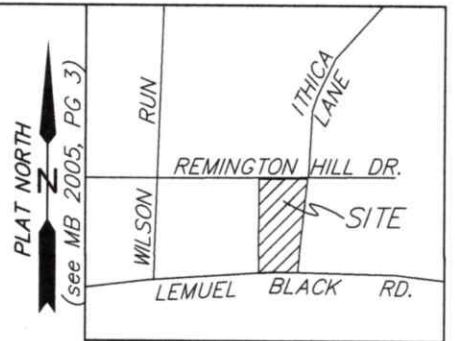 PLAT NORTH
N
(see MB 2005, PG 3)
WILSON RUN
ITHICA
LANE
REMINGTON HILL DR.
SITE
LEMUEL BLACK RD.